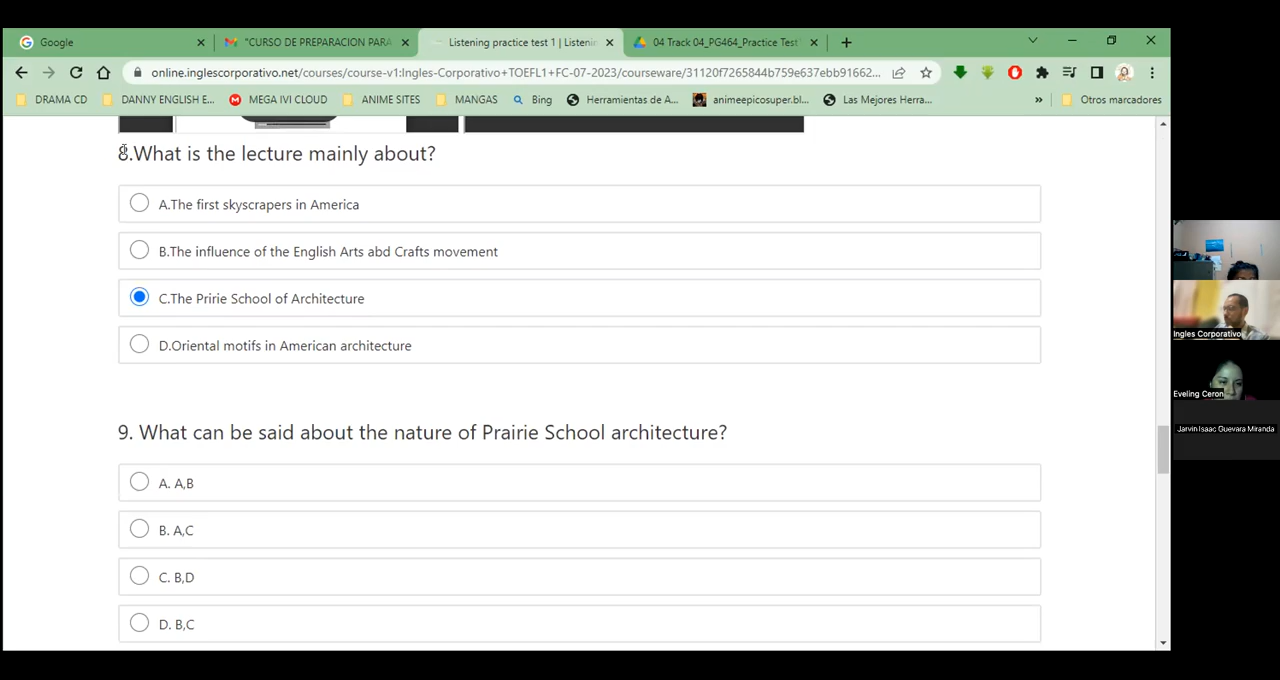 Google
"CURSO DE PREPARACION PARA
Listening practice test 1 | Listenin
04 Track 04_PG464_Practice Test
online.inglescorporativo.net/courses/course-v1:Ingles-Corporativo+TOEFL1+FC-07-2023/courseware/31120f7265844b759e637ebb91662...
DRAMA CD
DANNY ENGLISH E...
MEGA IVI CLOUD
ANIME SITES
MANGAS
Bing
Herramientas de A...
animeepicosuper.bl...
Las Mejores Herra...
»
Otros marcadores
8.What is the lecture mainly about?
A.The first skyscrapers in America
B.The influence of the English Arts abd Crafts movement
C.The Pririe School of Architecture
D.Oriental motifs in American architecture
9. What can be said about the nature of Prairie School architecture?
A. A,B
B. A,C
C. B,D
D. B,C
Ingles Corporativo
Eveling Ceron
Jarvin Isaac Guevara Miranda